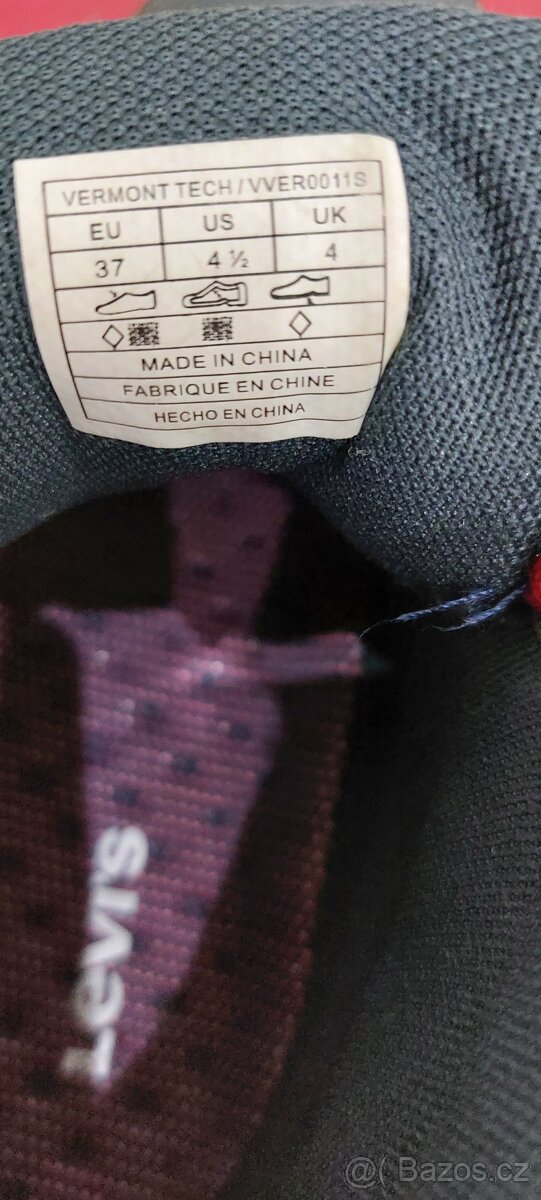 VERMONT TECH / VVER0011S
EU US UK
37 4 ½ 4
MADE IN CHINA
FABRIQUE EN CHINE
HECHO EN CHINA
LEVI'S
@( Bazos.cz